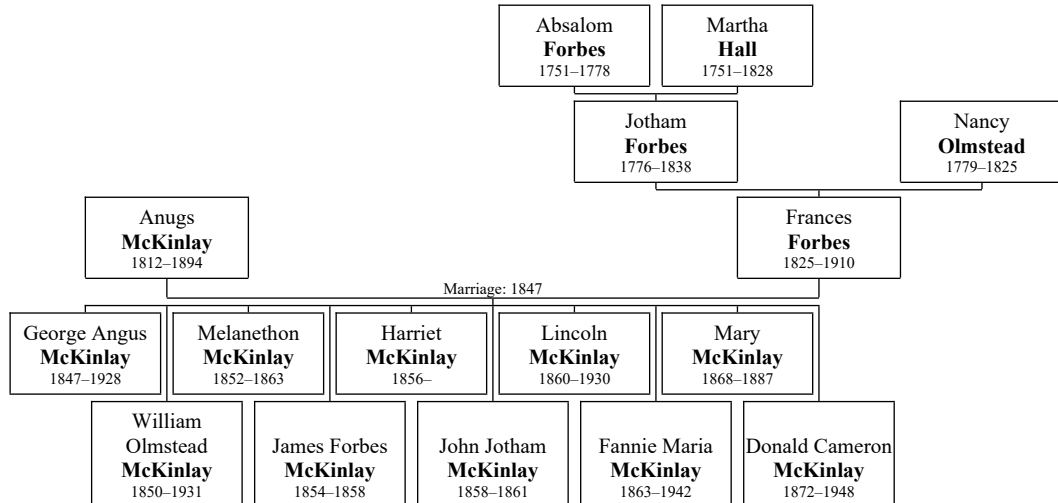 Absalom
Forbes
1751–1778
Martha
Hall
1751–1828
Jotham
Forbes
1776–1838
Nancy
Olmstead
1779–1825
Anugs
McKinlay
1812–1894
Frances
Forbes
1825–1910
Marriage: 1847
George Angus
McKinlay
1847–1928
Melanethon
McKinlay
1852–1863
Harriet
McKinlay
1856–
Lincoln
McKinlay
1860–1930
Mary
McKinlay
1868–1887
William
Olmstead
McKinlay
1850–1931
James Forbes
McKinlay
1854–1858
John Jotham
McKinlay
1858–1861
Fannie Maria
McKinlay
1863–1942
Donald Cameron
McKinlay
1872–1948